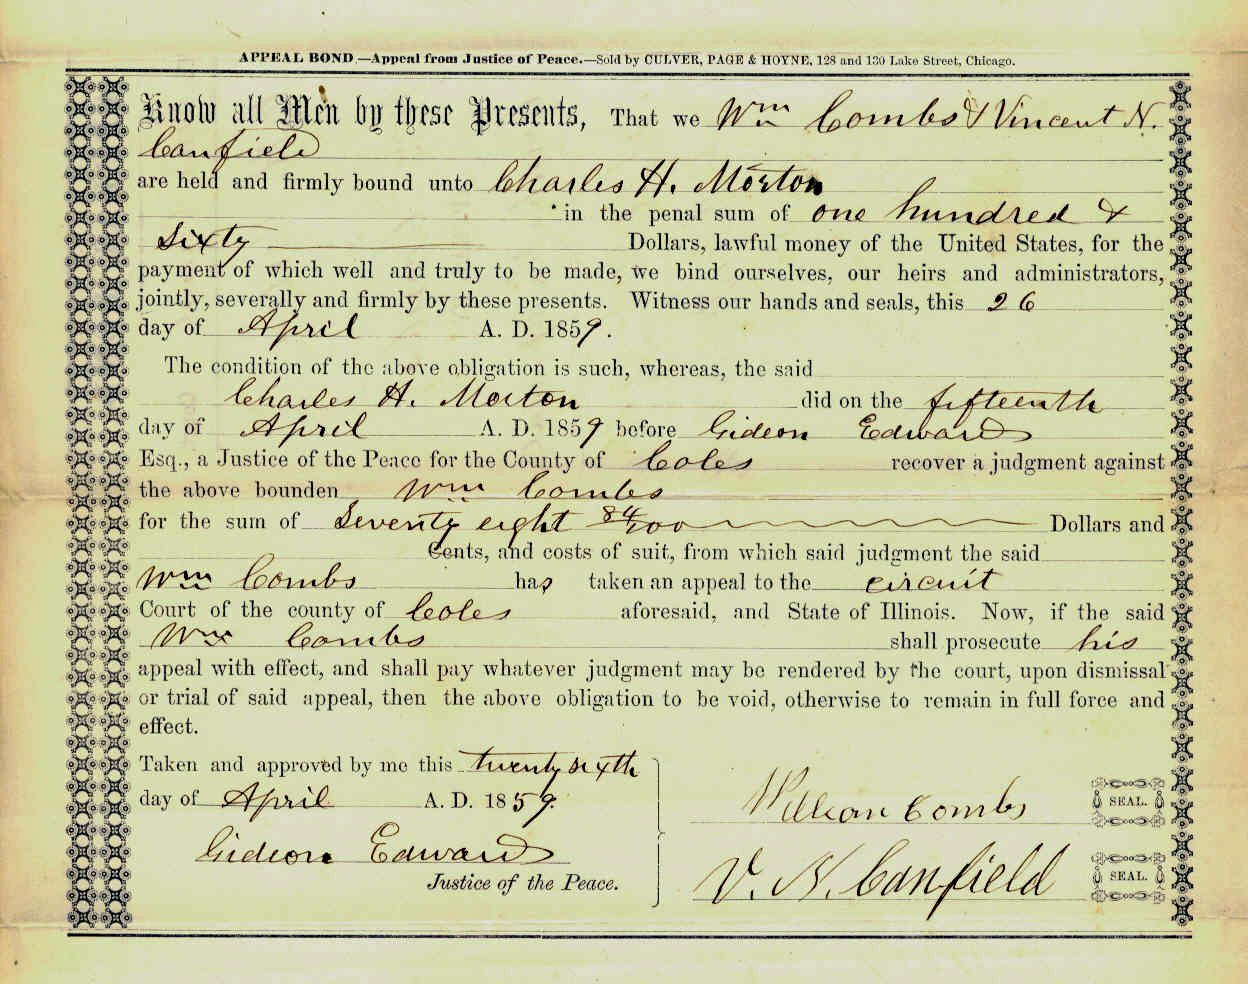 APPEAL BOND.—Appeal from Justice of Peace.—Sold by CULVER, PAGE & HOYNE, 128 and 130 Lake Street, Chicago.
Know all Men by these Presents, That we Wm Combs & Vincent N.
Canfield
are held and firmly bound unto Charles H. Morton
in the penal sum of one hundred &
Sixty Dollars, lawful money of the United States, for the
payment of which well and truly to be made, we bind ourselves, our heirs and administrators,
jointly, severally and firmly by these presents. Witness our hands and seals, this 26
day of April A. D. 1859.
The condition of the above obligation is such, whereas, the said
Charles H. Morton did on the fifteenth
day of April A. D. 1859 before Gideon Edwards
Esq., a Justice of the Peace for the County of Coles recover a judgment against
the above bounden Wm Combs
for the sum of Seventy eight 84/100 Dollars and
Cents, and costs of suit, from which said judgment the said
Wm Combs has taken an appeal to the circuit
Court of the county of Coles aforesaid, and State of Illinois. Now, if the said
Wm Combs shall prosecute his
appeal with effect, and shall pay whatever judgment may be rendered by the court, upon dismissal
or trial of said appeal, then the above obligation to be void, otherwise to remain in full force and
effect.
Taken and approved by me this twenty sixth
day of April A. D. 1859
Gideon Edwards
Justice of the Peace.
William Combs SEAL.
V. N. Canfield SEAL.